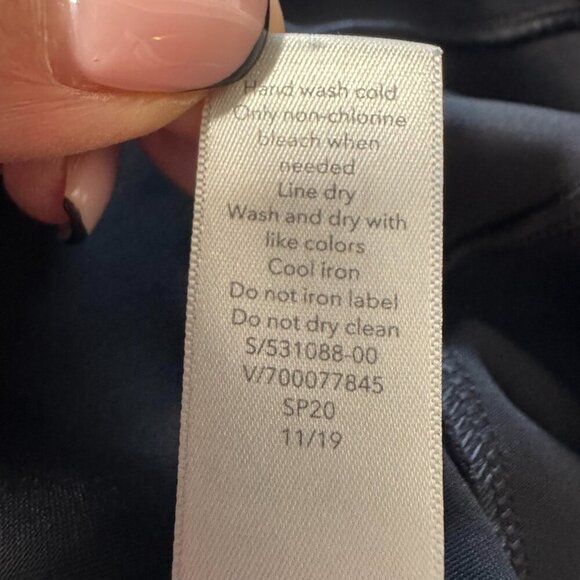 Hand wash cold
Only non-chlorine
bleach when
needed
Line dry
Wash and dry with
like colors
Cool iron
Do not iron label
Do not dry clean
S/531088-00
V/700077845
SP20
11/19